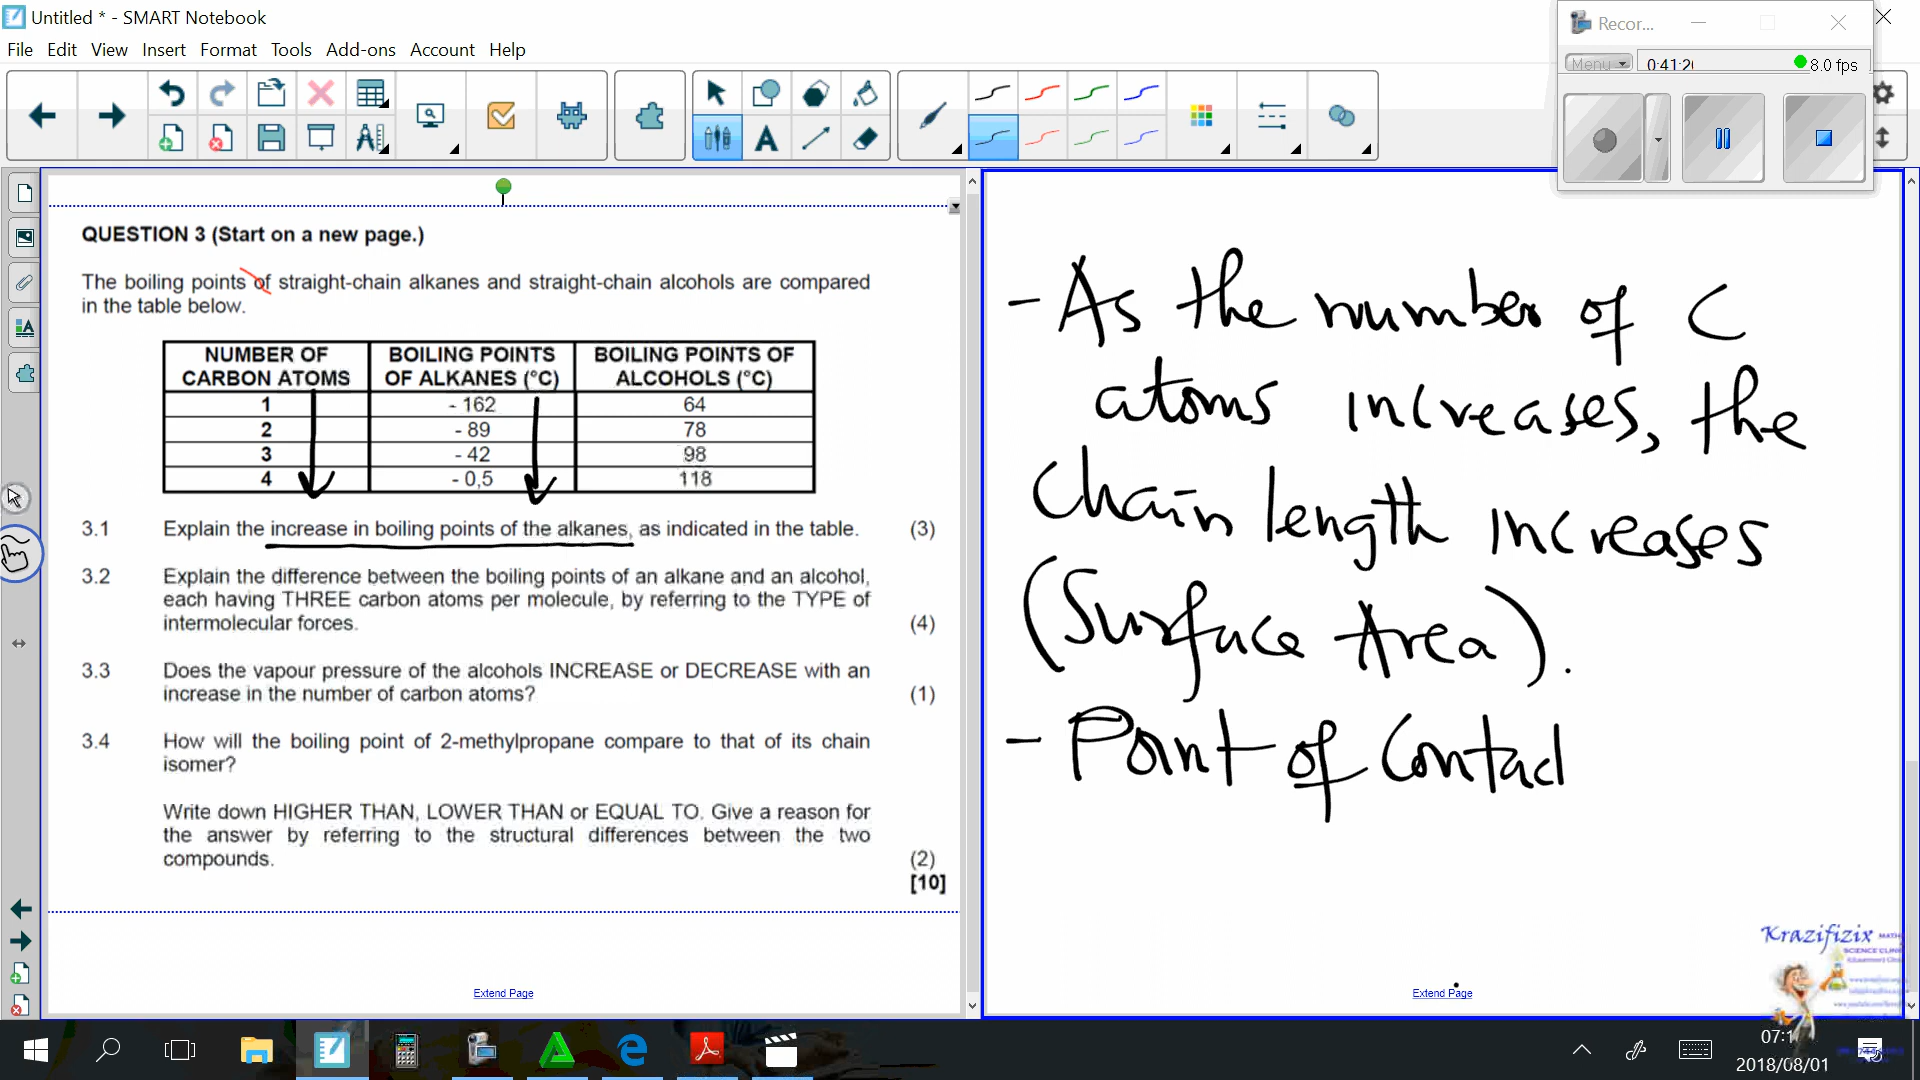 Untitled * - SMART Notebook
File Edit View Insert Format Tools Add-ons Account Help
Recor...
Menu
8.0 fps
QUESTION 3 (Start on a new page.)
The boiling points of straight-chain alkanes and straight-chain alcohols are compared
in the table below.
NUMBER OF CARBON ATOMS BOILING POINTS OF ALKANES (°C) BOILING POINTS OF ALCOHOLS (°C)
1 - 162 64
2 - 89 78
3 - 42 98
4 - 0,5 118
3.1 Explain the increase in boiling points of the alkanes, as indicated in the table. (3)
3.2 Explain the difference between the boiling points of an alkane and an alcohol,
each having THREE carbon atoms per molecule, by referring to the TYPE of
intermolecular forces. (4)
3.3 Does the vapour pressure of the alcohols INCREASE or DECREASE with an
increase in the number of carbon atoms? (1)
3.4 How will the boiling point of 2-methylpropane compare to that of its chain
isomer?
Write down HIGHER THAN, LOWER THAN or EQUAL TO. Give a reason for
the answer by referring to the structural differences between the two
compounds. (2)
[10]
Extend Page
- As the number of C
atoms increases, the
chain length increases
(Surface Area).
- Point of Contact
Extend Page
Krazifizix
2018/08/01